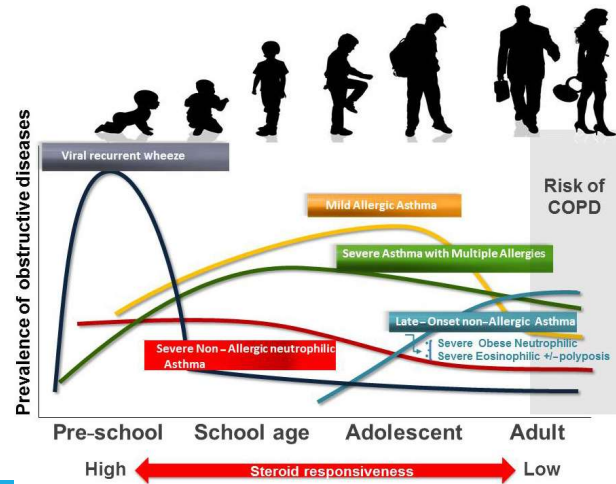 Prevalence of obstructive diseases
Viral recurrent wheeze
Risk of
COPD
Mild Allergic Asthma
Severe Asthma with Multiple Allergies
Late-Onset non-Allergic Asthma
Severe Obese Neutrophilic
Severe Eosinophilic +/-polyposis
Severe Non-Allergic neutrophilic
Asthma
Pre-school School age Adolescent Adult
High Steroid responsiveness Low